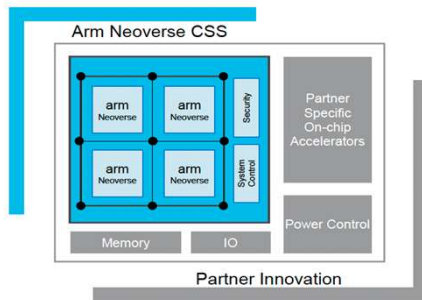 Arm Neoverse CSS
arm
Neoverse
arm
Neoverse
Security
arm
Neoverse
arm
Neoverse
System
Control
Partner
Specific
On-chip
Accelerators
Power Control
Memory
IO
Partner Innovation